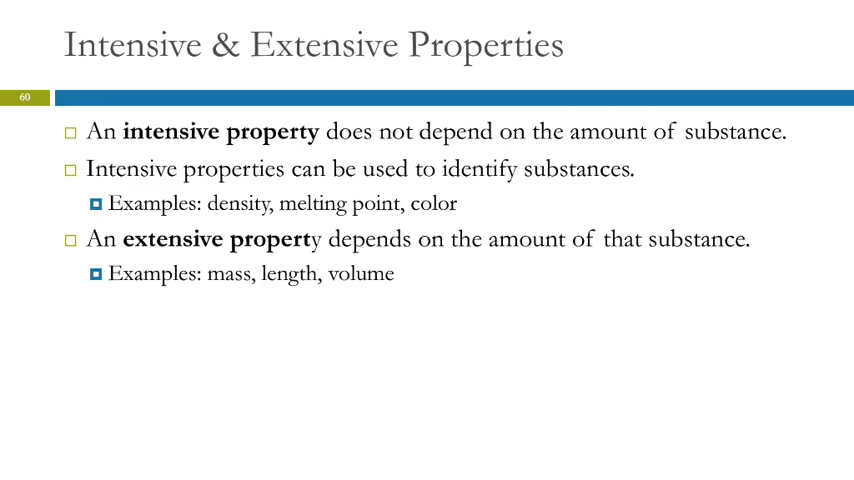 Intensive & Extensive Properties
60
An intensive property does not depend on the amount of substance.
Intensive properties can be used to identify substances.
Examples: density, melting point, color
An extensive property depends on the amount of that substance.
Examples: mass, length, volume